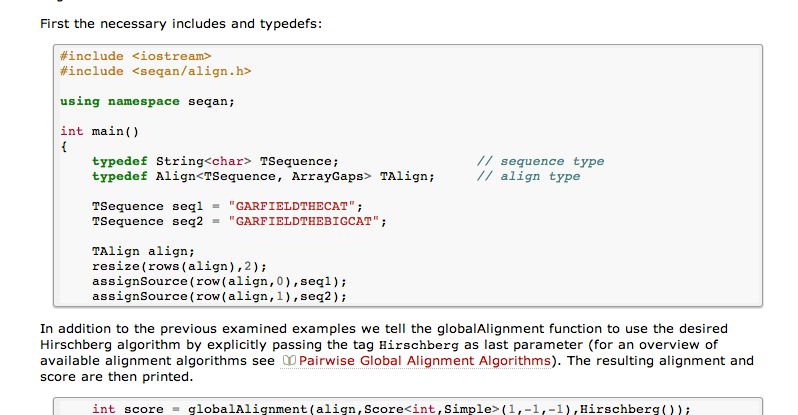 First the necessary includes and typedefs:
#include <iostream>
#include <seqan/align.h>
using namespace seqan;
int main()
{
typedef String<char> TSequence; // sequence type
typedef Align<TSequence, ArrayGaps> TAlign; // align type
TSequence seq1 = "GARFIELDTHECAT";
TSequence seq2 = "GARFIELDTHEBIGCAT";
TAlign align;
resize(rows(align),2);
assignSource(row(align,0),seq1);
assignSource(row(align,1),seq2);
In addition to the previous examined examples we tell the globalAlignment function to use the desired
Hirschberg algorithm by explicitly passing the tag Hirschberg as last parameter (for an overview of
available alignment algorithms see Pairwise Global Alignment Algorithms). The resulting alignment and
score are then printed.
int score = globalAlignment(align,Score<int,Simple>(1,-1,-1),Hirschberg());